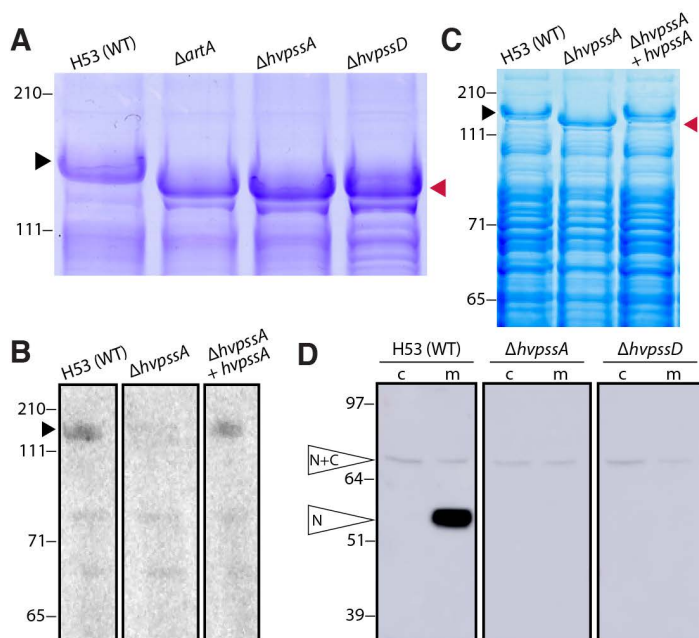 A
H53 (WT)
ΔartA
ΔhvpssA
ΔhvpssD
210
111
B
H53 (WT)
ΔhvpssA
ΔhvpssA
+ hvpssA
210
111
71
65
C
H53 (WT)
ΔhvpssA
ΔhvpssA
+ hvpssA
210
111
71
65
D
H53 (WT)
ΔhvpssA
ΔhvpssD
c m c m c m
97
N+C
64
N
51
39